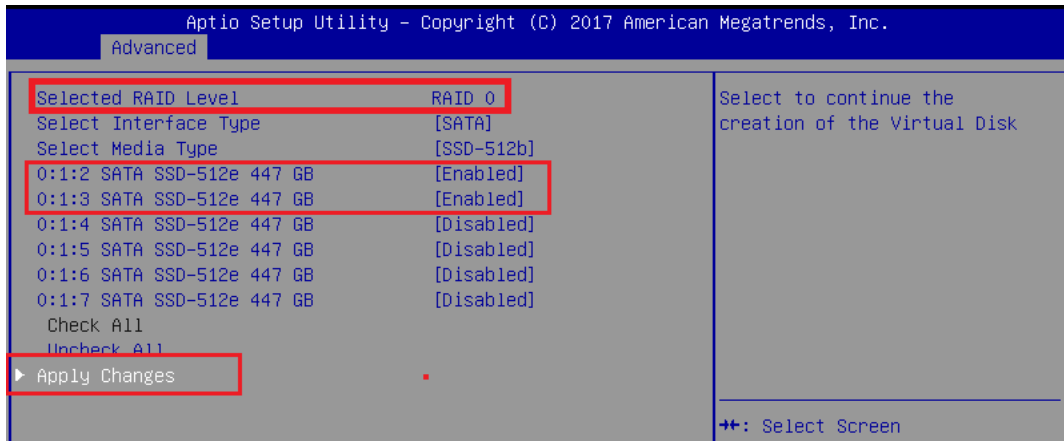 Aptio Setup Utility – Copyright (C) 2017 American Megatrends, Inc.
Advanced
Selected RAID Level RAID 0
Select Interface Type [SATA]
Select Media Type [SSD-512b]
0:1:2 SATA SSD-512e 447 GB [Enabled]
0:1:3 SATA SSD-512e 447 GB [Enabled]
0:1:4 SATA SSD-512e 447 GB [Disabled]
0:1:5 SATA SSD-512e 447 GB [Disabled]
0:1:6 SATA SSD-512e 447 GB [Disabled]
0:1:7 SATA SSD-512e 447 GB [Disabled]
Check All
Uncheck All
Apply Changes
Select to continue the
creation of the Virtual Disk
→←: Select Screen